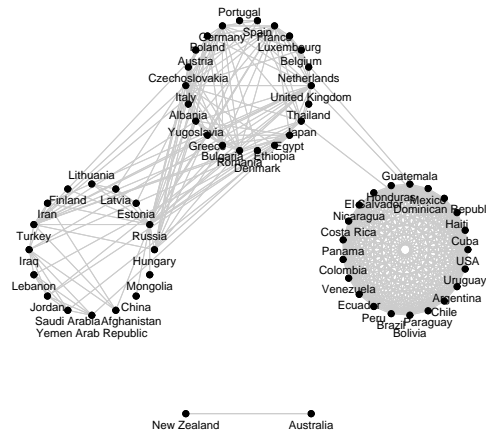 Portugal
Spain
Germany
France
Poland
Luxembourg
Austria
Belgium
Czechoslovakia
Netherlands
Italy
United Kingdom
Albania
Thailand
Yugoslavia
Japan
Greece
Egypt
Bulgaria
Ethiopia
Romania
Denmark
Lithuania
Finland
Latvia
Iran
Estonia
Turkey
Russia
Iraq
Hungary
Lebanon
Mongolia
Jordan
China
Saudi Arabia
Afghanistan
Yemen Arab Republic
Guatemala
Honduras
Mexico
El Salvador
Dominican Republi
Nicaragua
Haiti
Costa Rica
Cuba
Panama
USA
Colombia
Uruguay
Venezuela
Argentina
Ecuador
Chile
Peru
Paraguay
Brazil
Bolivia
New Zealand
Australia